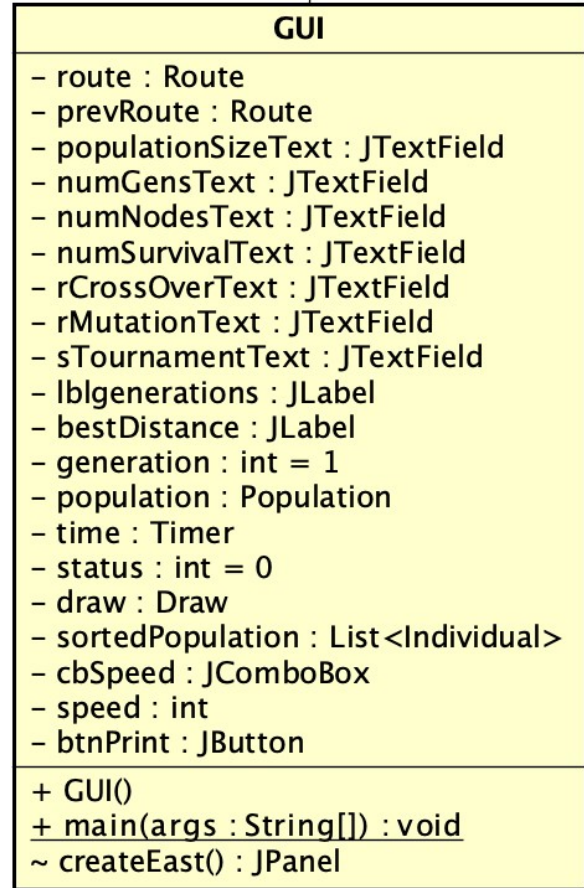 GUI
– route : Route
– prevRoute : Route
– populationSizeText : JTextField
– numGensText : JTextField
– numNodesText : JTextField
– numSurvivalText : JTextField
– rCrossOverText : JTextField
– rMutationText : JTextField
– sTournamentText : JTextField
– lblgenerations : JLabel
– bestDistance : JLabel
– generation : int = 1
– population : Population
– time : Timer
– status : int = 0
– draw : Draw
– sortedPopulation : List<Individual>
– cbSpeed : JComboBox
– speed : int
– btnPrint : JButton
+ GUI()
+ main(args : String[]) : void
~ createEast() : JPanel